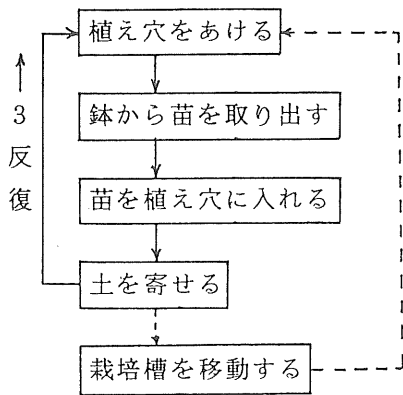 植え穴をあける
鉢から苗を取り出す
苗を植え穴に入れる
土を寄せる
栽培槽を移動する
3反復